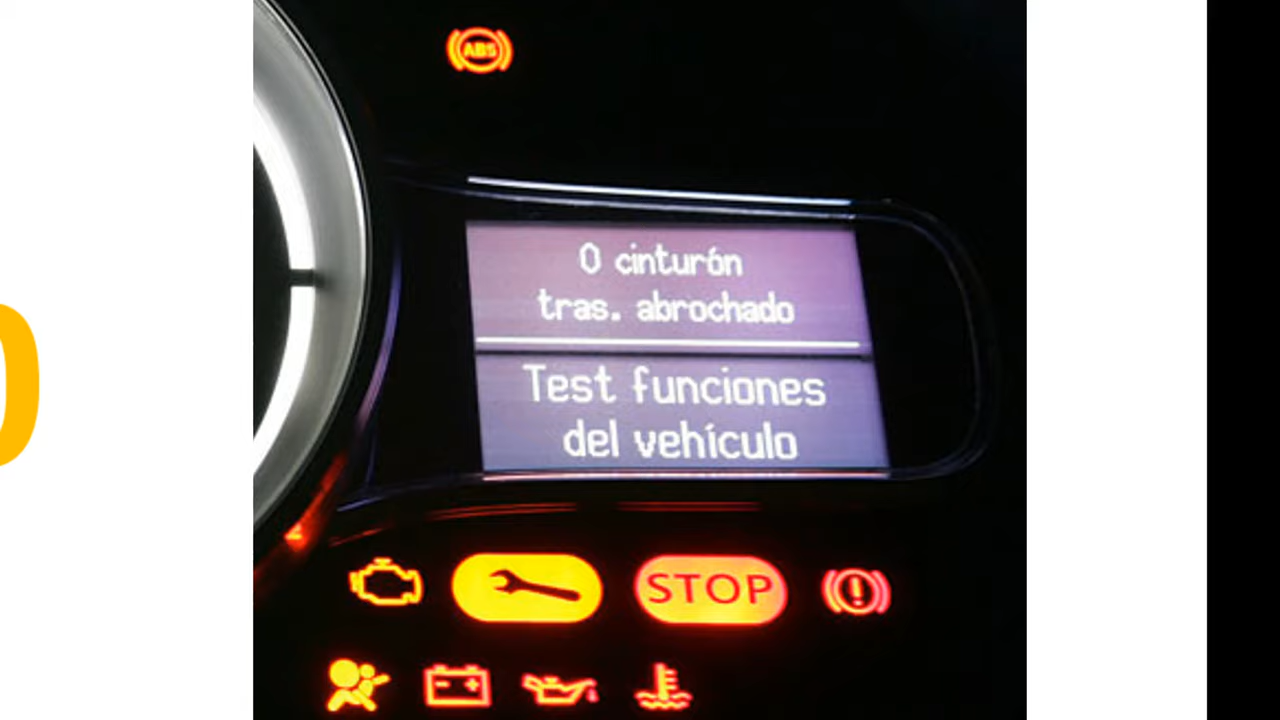 ABS
0 cinturón
tras. abrochado
Test funciones
del vehículo
STOP